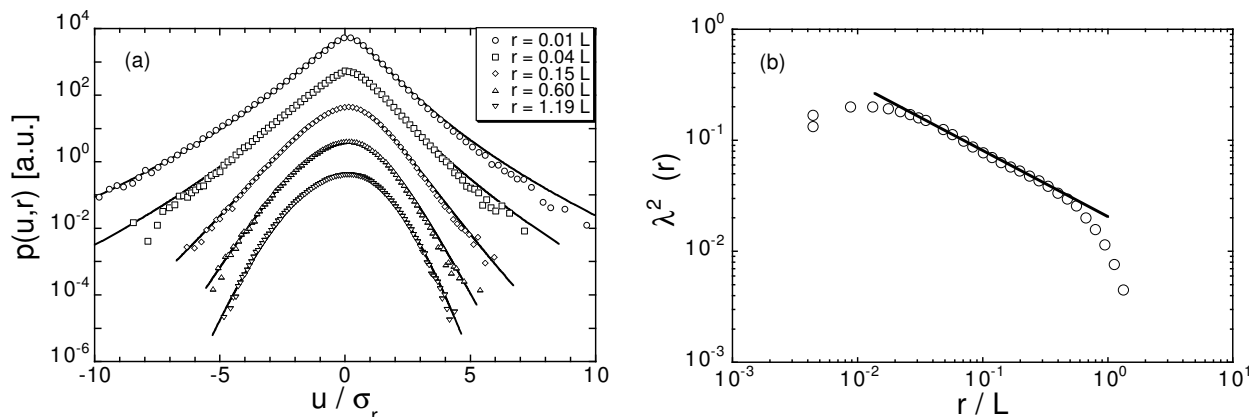 (a)
r = 0.01 L
r = 0.04 L
r = 0.15 L
r = 0.60 L
r = 1.19 L
p(u,r) [a.u.]
10^4
10^2
10^0
10^-2
10^-4
10^-6
-10 -5 0 5 10
u / σ_r
(b)
λ^2 (r)
10^0
10^-1
10^-2
10^-3
10^-3 10^-2 10^-1 10^0 10^1
r / L